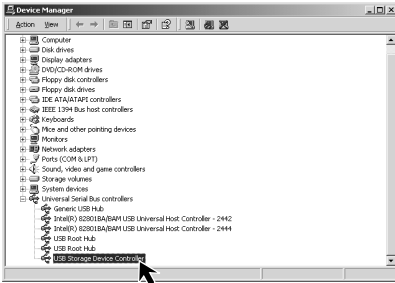 Device Manager
Action View
Computer
Disk drives
Display adapters
DVD/CD-ROM drives
Floppy disk controllers
Floppy disk drives
IDE ATA/ATAPI controllers
IEEE 1394 Bus host controllers
Keyboards
Mice and other pointing devices
Monitors
Network adapters
Ports (COM & LPT)
Sound, video and game controllers
Storage volumes
System devices
Universal Serial Bus controllers
Generic USB Hub
Intel(R) 82801BA/BAM USB Universal Host Controller - 2442
Intel(R) 82801BA/BAM USB Universal Host Controller - 2444
USB Root Hub
USB Root Hub
USB Storage Device Controller